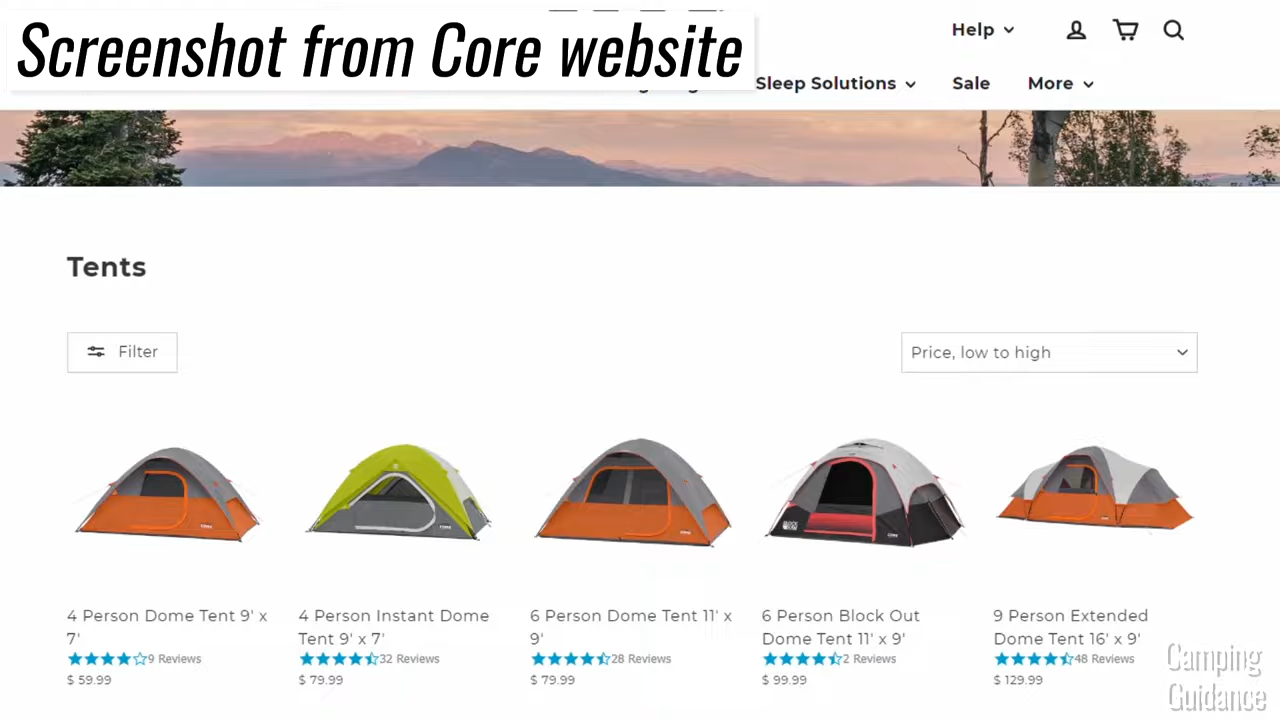 Screenshot from Core website
Help
Sleep Solutions
Sale
More
Tents
Filter
Price, low to high
4 Person Dome Tent 9' x
7'
9 Reviews
$ 59.99
4 Person Instant Dome
Tent 9' x 7'
32 Reviews
$ 79.99
6 Person Dome Tent 11' x
9'
28 Reviews
$ 79.99
6 Person Block Out
Dome Tent 11' x 9'
2 Reviews
$ 99.99
9 Person Extended
Dome Tent 16' x 9'
48 Reviews
$ 129.99
Camping
Guidance